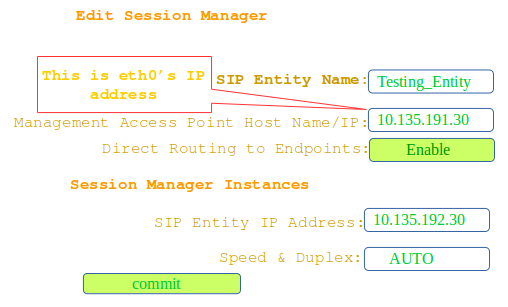 Edit Session Manager
This is eth0's IP
address
SIP Entity Name: Testing_Entity
Management Access Point Host Name/IP: 10.135.191.30
Direct Routing to Endpoints: Enable
Session Manager Instances
SIP Entity IP Address: 10.135.192.30
Speed & Duplex: AUTO
commit